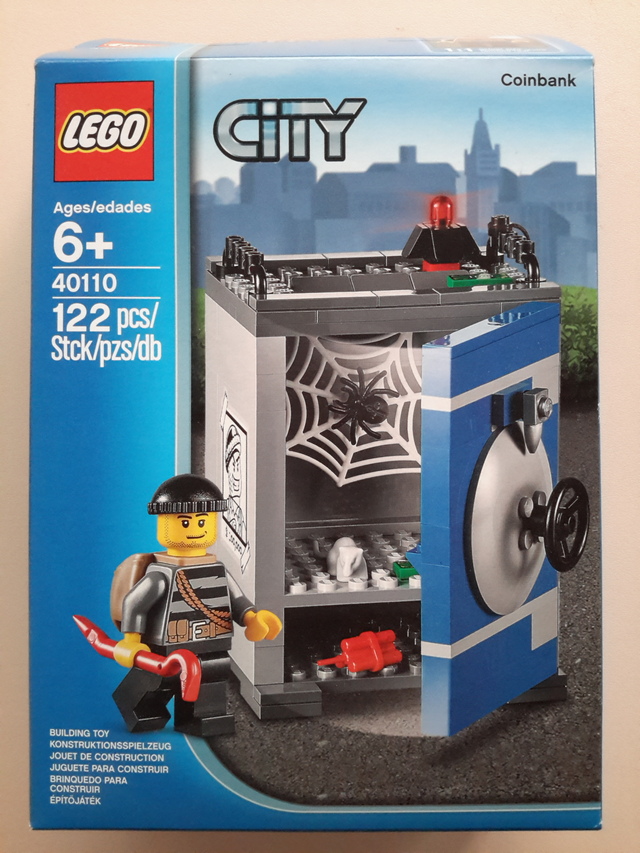 Coinbank
LEGO
CITY
Ages/edades
6+
40110
122 pcs/
Stck/pzs/db
BUILDING TOY
KONSTRUKTIONSSPIELZEUG
JOUET DE CONSTRUCTION
JUGUETE PARA CONSTRUIR
BRINQUEDO PARA
CONSTRUIR
ÉPÍTŐJÁTÉK